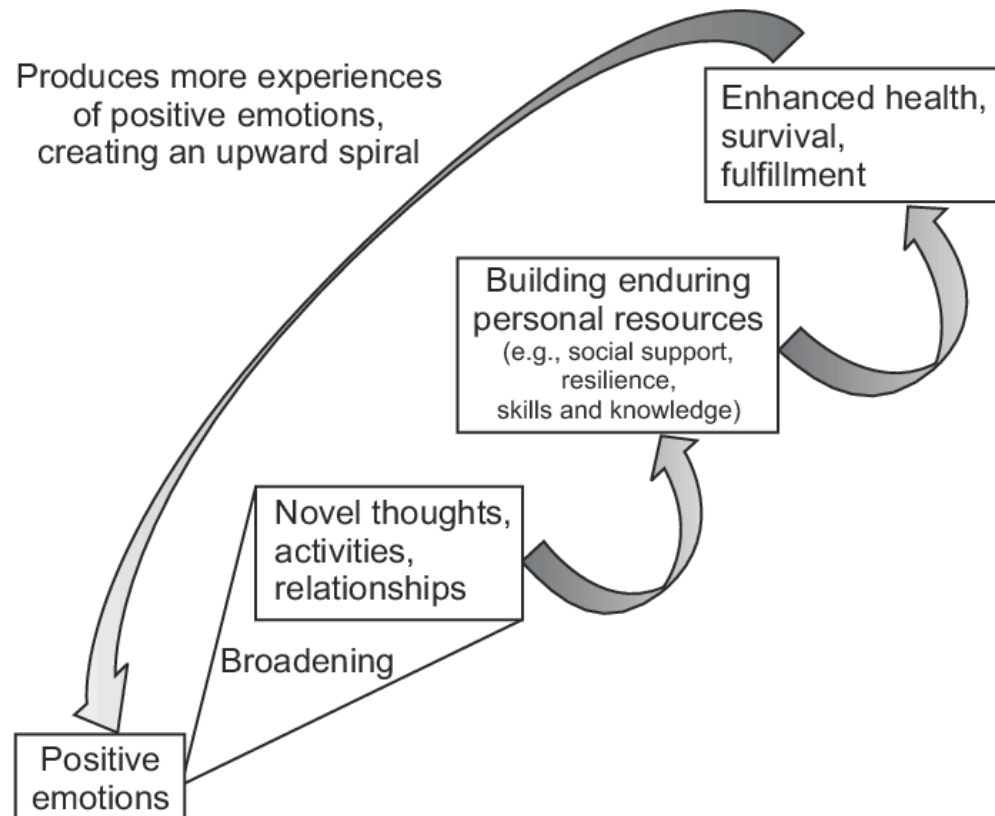 Produces more experiences
of positive emotions,
creating an upward spiral
Enhanced health,
survival,
fulfillment
Building enduring
personal resources
(e.g., social support,
resilience,
skills and knowledge)
Novel thoughts,
activities,
relationships
Broadening
Positive
emotions